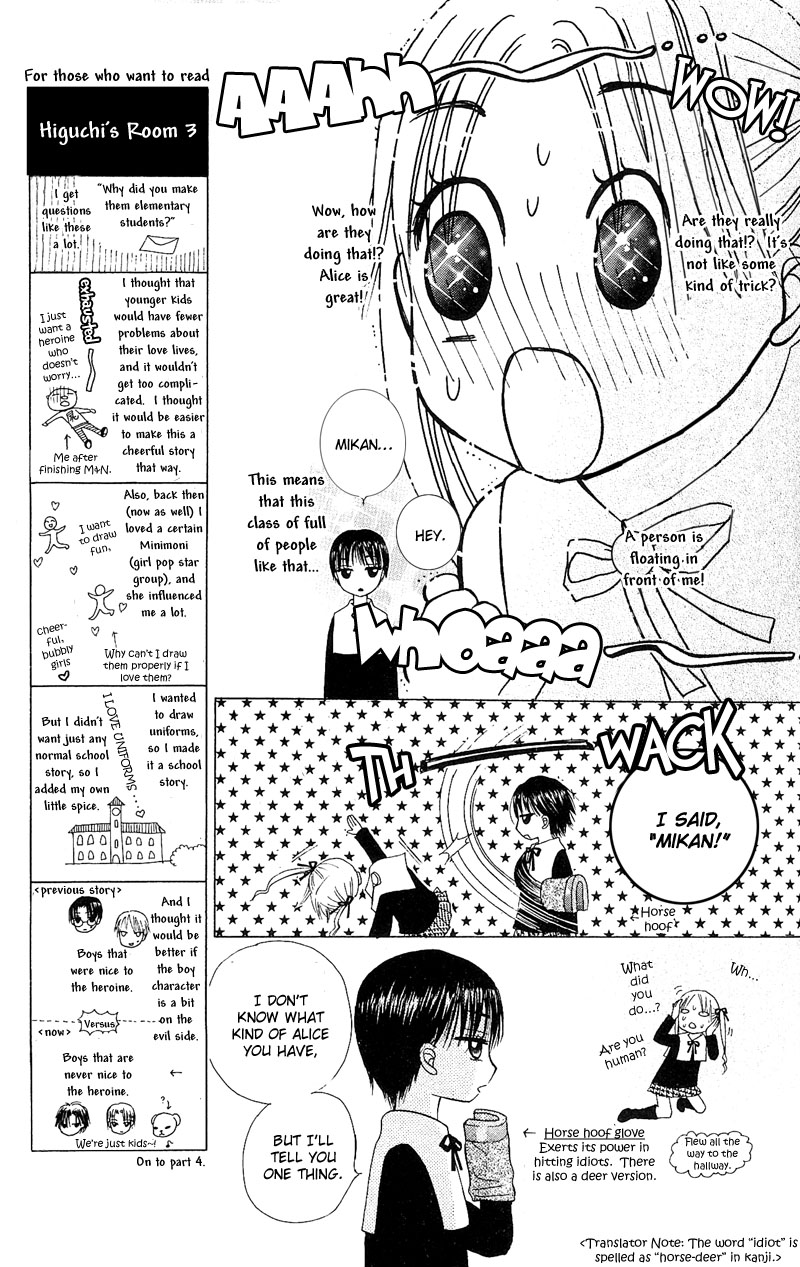 For those who want to read
Higuchi's Room 3
I get
questions
like these
a lot.
"Why did you make
them elementary
students?"
I thought that
younger kids
would have fewer
problems about
their love lives,
and it wouldn't
get too compli-
cated. I thought
it would be easier
to make this a
cheerful story
that way.
exhausted
I just
want a
heroine
who
doesn't
worry...
Me after
finishing M+N.
Also, back then
(now as well) I
loved a certain
Minimoni
(girl pop star
group), and
she influenced
me a lot.
I want
to draw
fun,
cheer-
ful,
bubbly
girls
Why can't I draw
them properly if I
love them?
I wanted
to draw
uniforms,
so I made
it a school
story.
I LOVE UNIFORMS....
But I didn't
want just any
normal school
story, so I
added my own
little spice.
And I
thought it
would be
better if
the boy
character
is a bit
on the
evil side.
<previous story>
Boys that
were nice to
the heroine.
Versus
<now>
Boys that are
never nice to
the heroine.
?
We're just kids~! ♪
On to part 4.
AAAhh
WOW!
Wow, how
are they
doing that!?
Alice is
great!
Are they really
doing that!? It's
not like some
kind of trick?
MIKAN...
HEY.
This means
that this
class of full
of people
like that...
A person is
floating in
front of me!
Whoaaaa
TH WACK
I SAID,
"MIKAN!"
←Horse
hoof
I DON'T
KNOW WHAT
KIND OF ALICE
YOU HAVE,
BUT I'LL
TELL YOU
ONE THING.
Wh...
What
did
you
do...?
Are you
human?
← Horse hoof glove
Exerts its power in
hitting idiots. There
is also a deer version.
Flew all the
way to the
hallway.
<Translator Note: The word "idiot" is
spelled as "horse-deer" in kanji.>